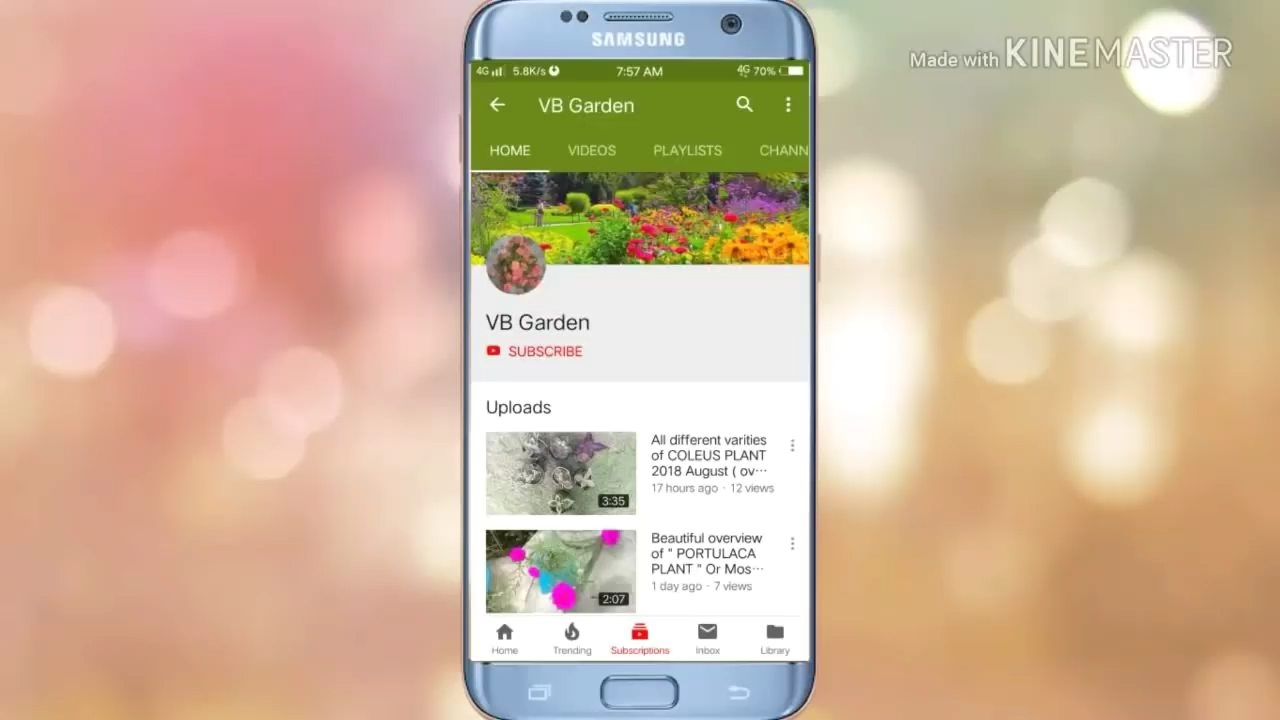 Made with KINEMASTER
SAMSUNG
4G 5.8K/s 7:57 AM 4G 70%
VB Garden
HOME VIDEOS PLAYLISTS CHANN
VB Garden
SUBSCRIBE
Uploads
All different varities
of COLEUS PLANT
2018 August ( ov···
17 hours ago · 12 views
3:35
Beautiful overview
of " PORTULACA
PLANT " Or Mos···
1 day ago · 7 views
2:07
Home Trending Subscriptions Inbox Library